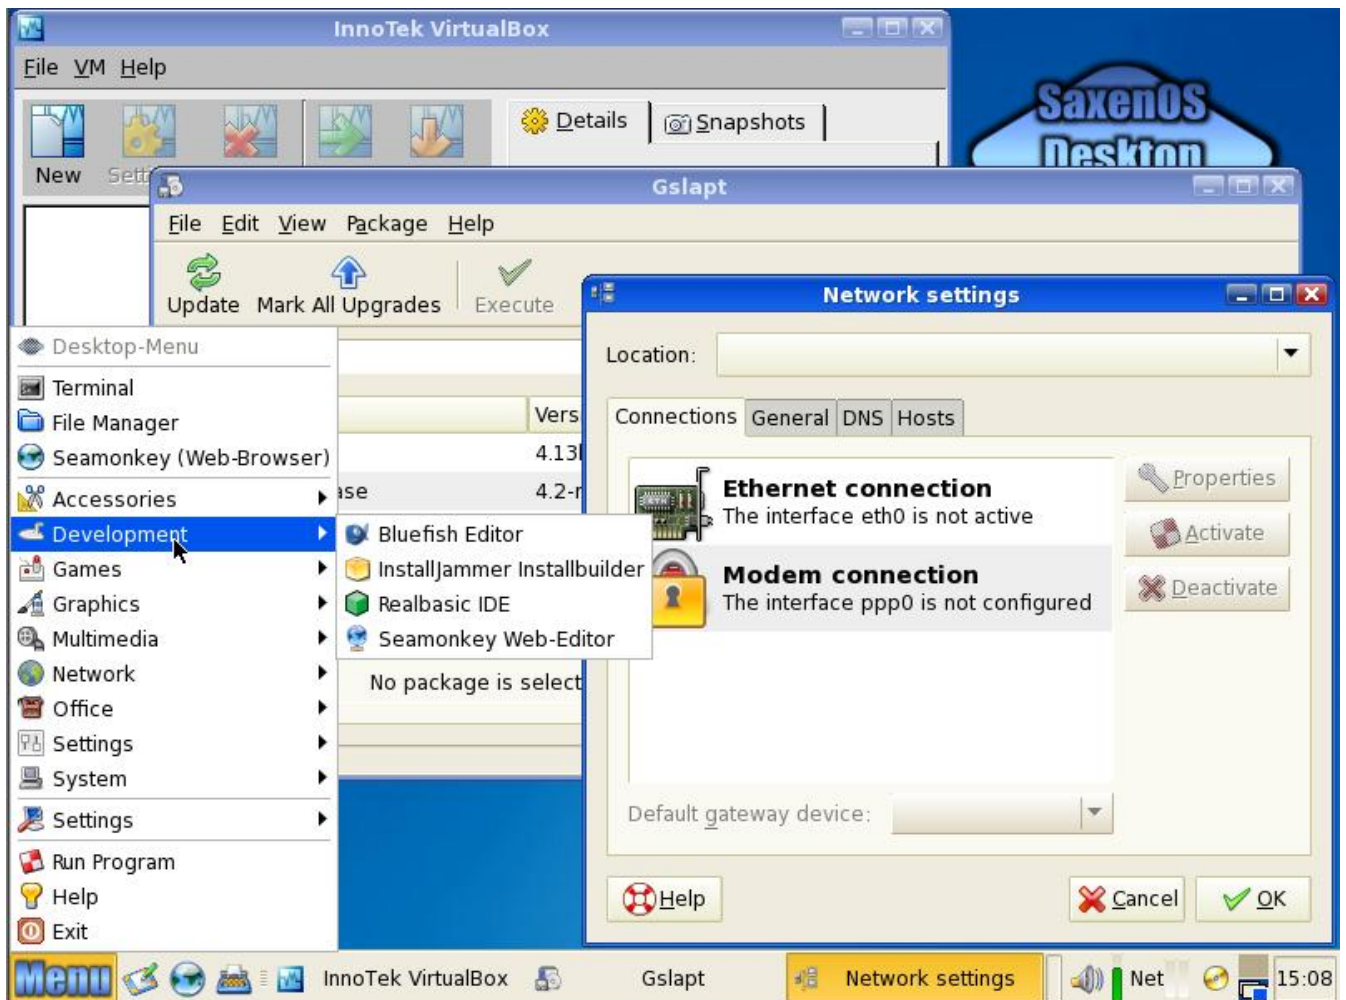 InnoTek VirtualBox
File VM Help
New
Details
Snapshots
SaxenOS
Desktop
Gslapt
File Edit View Package Help
Update Mark All Upgrades Execute
Network settings
Location:
Connections General DNS Hosts
Ethernet connection
The interface eth0 is not active
Modem connection
The interface ppp0 is not configured
Properties
Activate
Deactivate
Default gateway device:
Help Cancel OK
Vers
4.2-r
No package is select
Desktop-Menu
Terminal
File Manager
Seamonkey (Web-Browser)
Accessories
Development
Games
Graphics
Multimedia
Network
Office
Settings
System
Settings
Run Program
Help
Exit
Bluefish Editor
InstallJammer Installbuilder
Realbasic IDE
Seamonkey Web-Editor
Menu InnoTek VirtualBox Gslapt Network settings Net 15:08